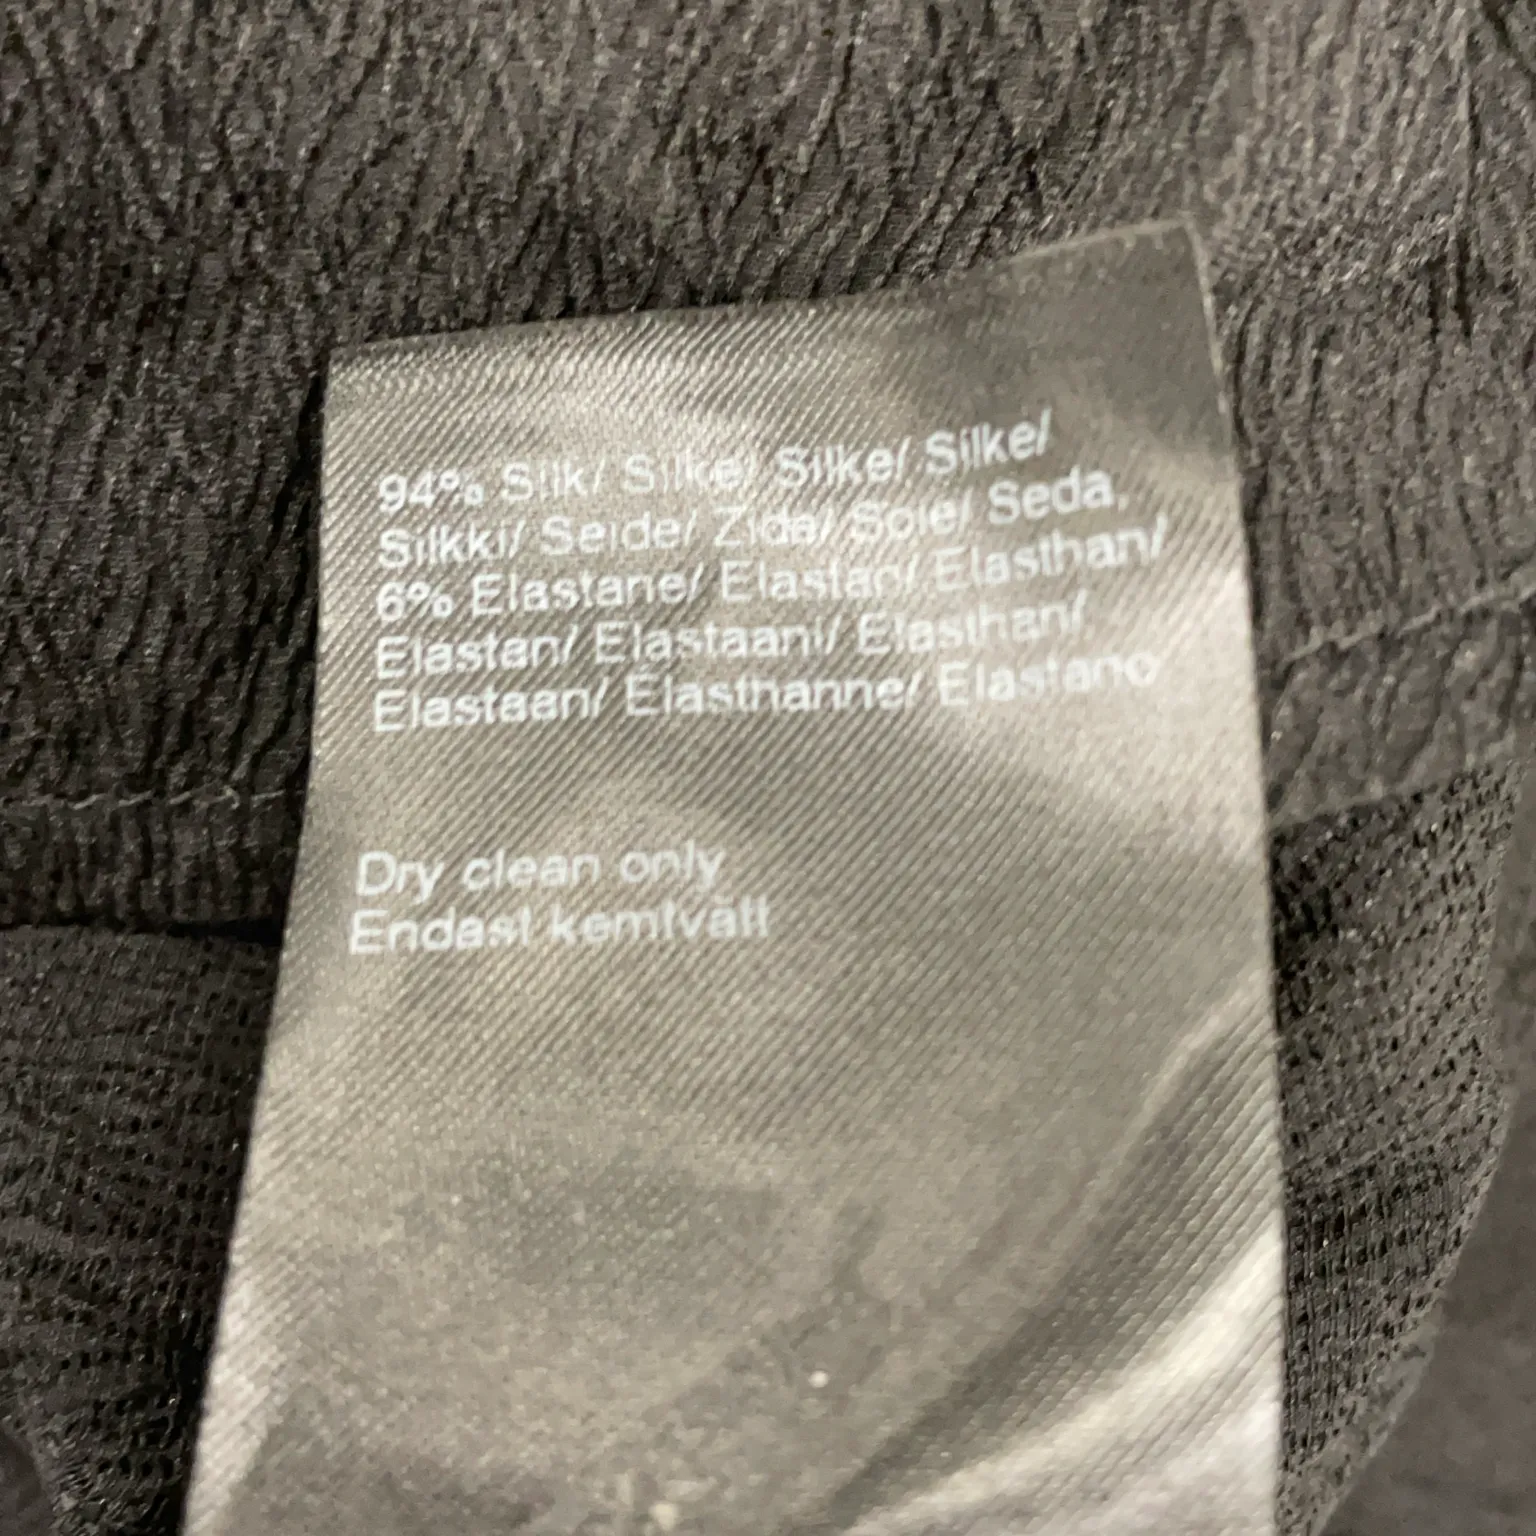 94% Silk/ Silke/ Silke/ Silke/
Silkki/ Seide/ Zide/ Soie/ Seda,
6% Elastane/ Elastan/ Elasthan/
Elastan/ Elastaani/ Elasthan/
Elastaan/ Élasthanne/ Elastano
Dry clean only
Endast kemtvätt